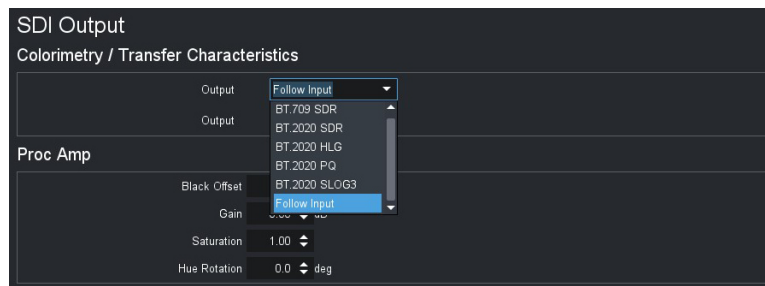 SDI Output
Colorimetry / Transfer Characteristics
Output Follow Input
BT.709 SDR
Output
BT.2020 SDR
BT.2020 HLG
BT.2020 PQ
BT.2020 SLOG3
Follow Input
Proc Amp
Black Offset
Gain
Saturation 1.00
Hue Rotation 0.0 deg